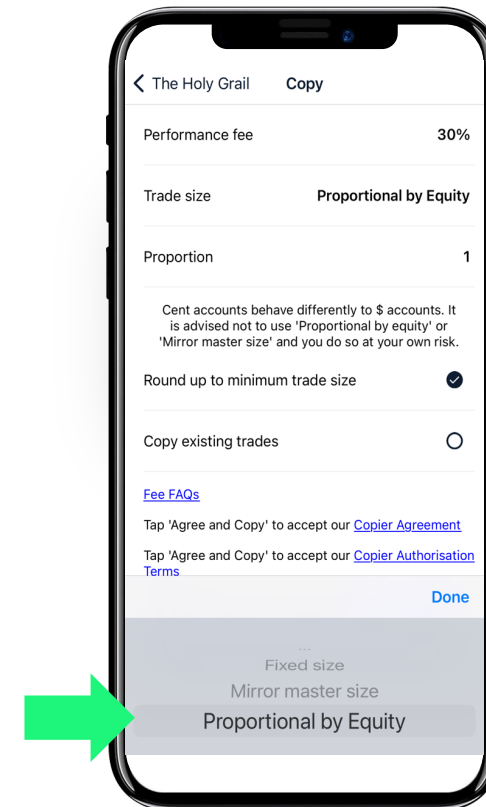 The Holy Grail Copy
Performance fee 30%
Trade size Proportional by Equity
Proportion 1
Cent accounts behave differently to $ accounts. It
is advised not to use 'Proportional by equity' or
'Mirror master size' and you do so at your own risk.
Round up to minimum trade size
Copy existing trades
Fee FAQs
Tap 'Agree and Copy' to accept our Copier Agreement
Tap 'Agree and Copy' to accept our Copier Authorisation
Terms
Done
...
Fixed size
Mirror master size
Proportional by Equity